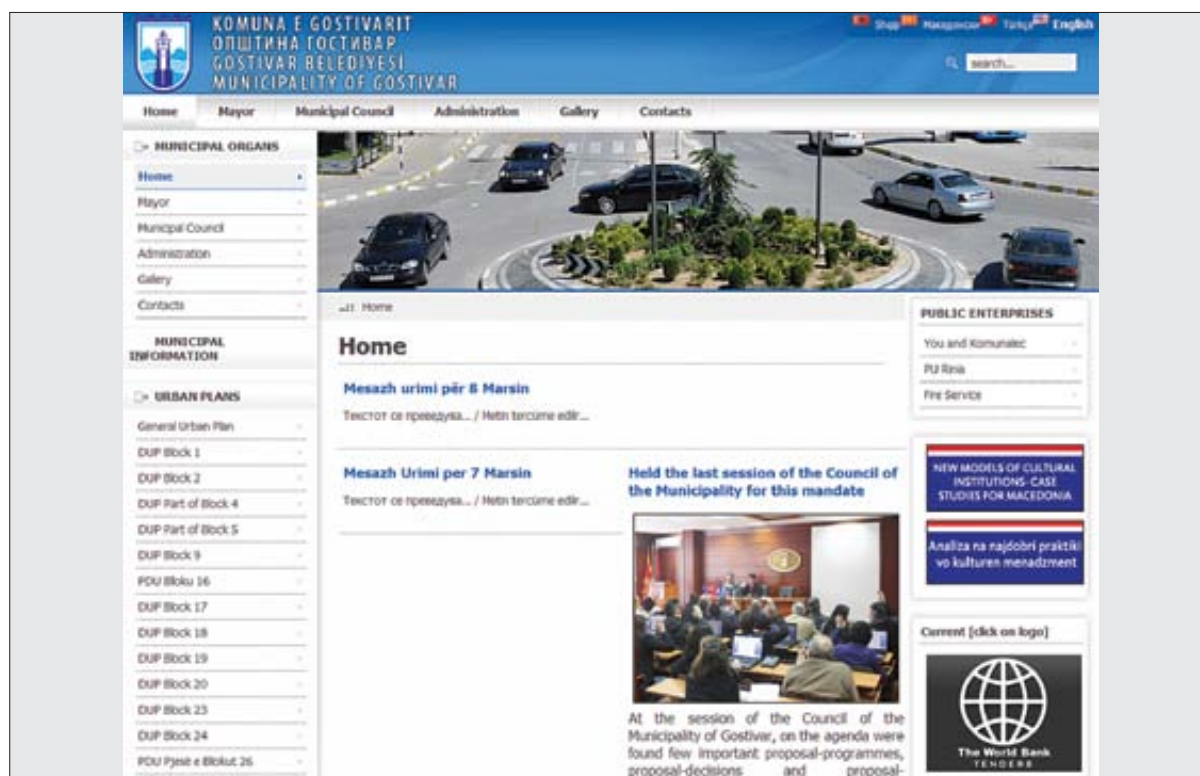 KOMUNA E GOSTIVARIT
ОПШТИНА ГОСТИВАР
GOSTIVAR BELEDIYESI
MUNICIPALITY OF GOSTIVAR
Shqip Македонски Türkçe English
search...
Home Mayor Municipal Council Administration Gallery Contacts
MUNICIPAL ORGANS
Home
Mayor
Municipal Council
Administration
Gallery
Contacts
MUNICIPAL
INFORMATION
URBAN PLANS
General Urban Plan
DUP Block 1
DUP Block 2
DUP Part of Block 4
DUP Part of Block 5
DUP Block 9
PDU Bloku 16
DUP Block 17
DUP Block 18
DUP Block 19
DUP Block 20
DUP Block 23
DUP Block 24
PDU Pjesë e Bllokut 26
Home
Home
Mesazh urimi për 8 Marsin
Текстот се преведува... / Metin tercüme edilir...
Mesazh Urimi per 7 Marsin
Текстот се преведува... / Metin tercüme edilir...
Held the last session of the Council of
the Municipality for this mandate
At the session of the Council of the
Municipality of Gostivar, on the agenda were
found few important proposal-programmes,
proposal-decisions and proposal-
PUBLIC ENTERPRISES
You and Komunalec
PU Rinia
Fire Service
NEW MODELS OF CULTURAL
INSTITUTIONS- CASE
STUDIES FOR MACEDONIA
Analiza na najdobri praktiki
vo kulturen menadzment
Current [click on logo]
The World Bank
TENDERS